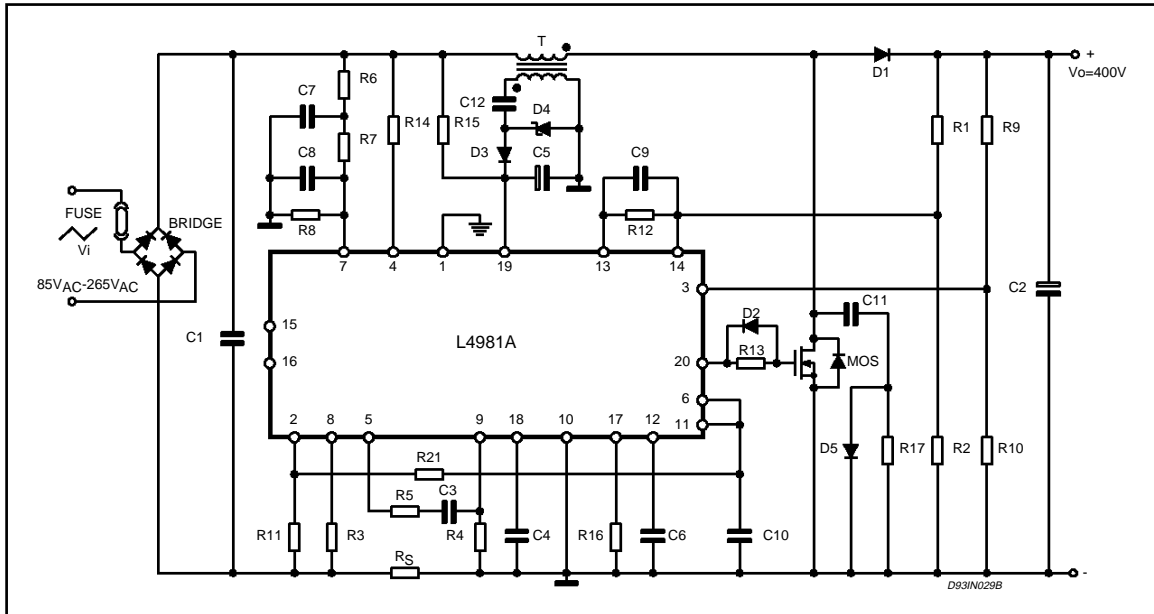 T
+
D1
Vo=400V
C7
R6
C12
D4
R14
R15
R1
R9
C8
R7
D3
C5
C9
FUSE
BRIDGE
R8
R12
Vi
7
4
1
19
13
14
85VAC-265VAC
3
C2
C11
D2
C1
15
L4981A
R13
16
20
MOS
6
2
8
5
9
18
10
17
12
11
R21
D5
R17
R2
R10
C3
R5
R11
R3
R4
C4
R16
C6
C10
RS
-
D93IN029B